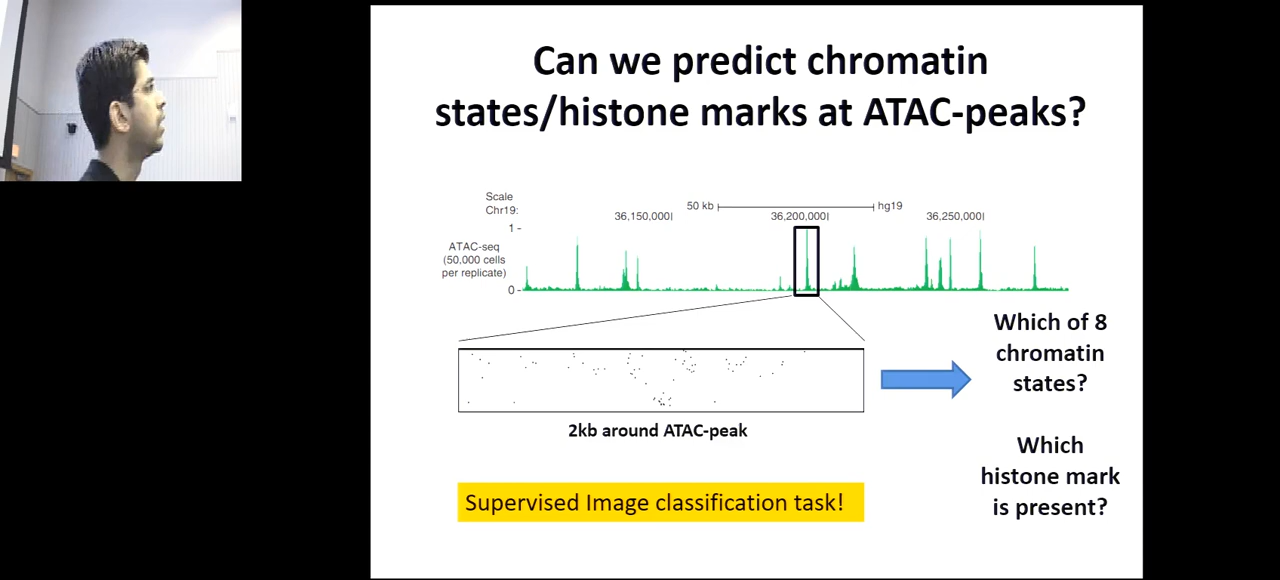 Can we predict chromatin
states/histone marks at ATAC-peaks?
Scale
Chr19:
50 kb
hg19
36,150,000|
36,200,000|
36,250,000|
1
ATAC-seq
(50,000 cells
per replicate)
0
Which of 8
chromatin
states?
2kb around ATAC-peak
Which
histone mark
is present?
Supervised Image classification task!